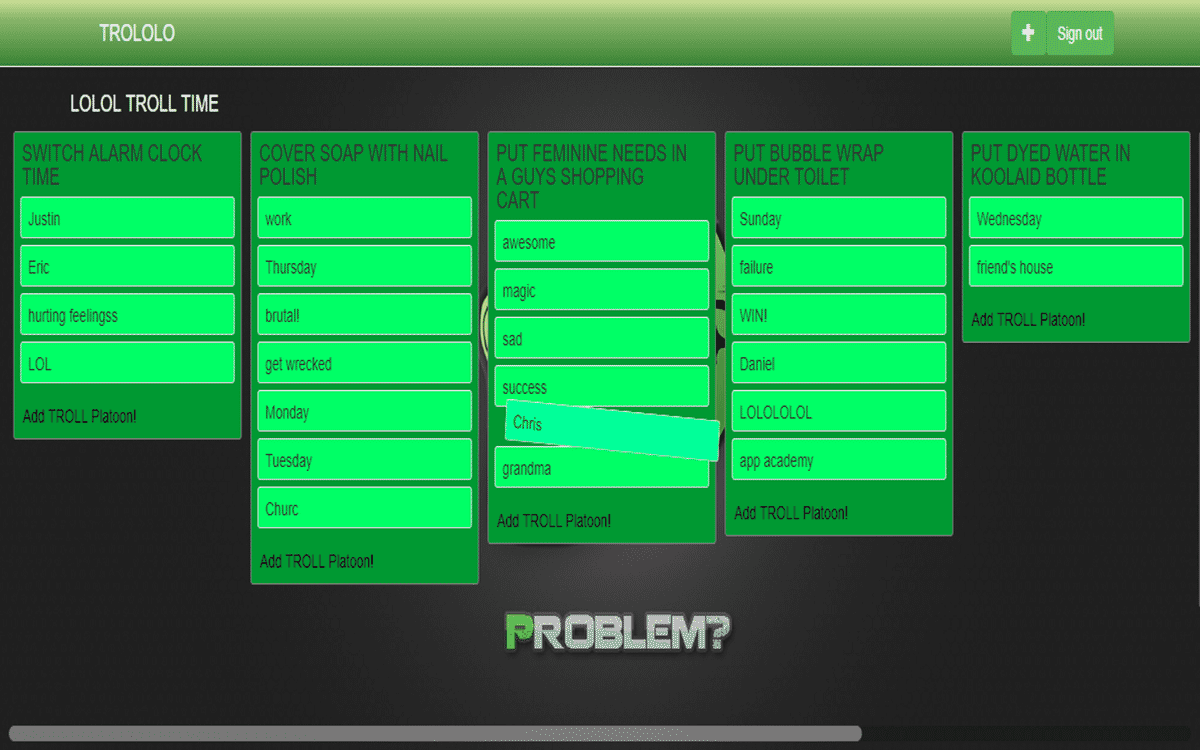 TROLOLO
+ Sign out
LOLOL TROLL TIME
SWITCH ALARM CLOCK
TIME
Justin
Eric
hurting feelingss
LOL
Add TROLL Platoon!
COVER SOAP WITH NAIL
POLISH
work
Thursday
brutal!
get wrecked
Monday
Tuesday
Churc
Add TROLL Platoon!
PUT FEMININE NEEDS IN
A GUYS SHOPPING
CART
awesome
magic
sad
success
Chris
grandma
Add TROLL Platoon!
PUT BUBBLE WRAP
UNDER TOILET
Sunday
failure
WIN!
Daniel
LOLOLOLOL
app academy
Add TROLL Platoon!
PUT DYED WATER IN
KOOLAID BOTTLE
Wednesday
friend's house
Add TROLL Platoon!
PROBLEM?